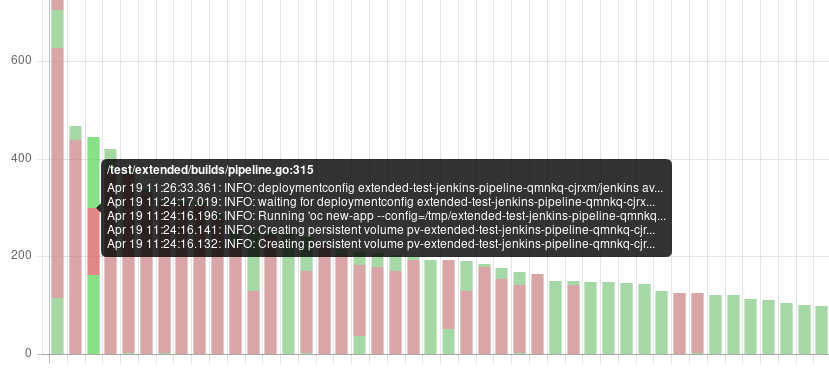 600
400
200
0
/test/extended/builds/pipeline.go:315
Apr 19 11:26:33.361: INFO: deploymentconfig extended-test-jenkins-pipeline-qmnkq-cjrxm/jenkins av...
Apr 19 11:24:17.019: INFO: waiting for deploymentconfig extended-test-jenkins-pipeline-qmnkq-cjrx...
Apr 19 11:24:16.196: INFO: Running 'oc new-app --config=/tmp/extended-test-jenkins-pipeline-qmnkq...
Apr 19 11:24:16.141: INFO: Creating persistent volume pv-extended-test-jenkins-pipeline-qmnkq-cjr...
Apr 19 11:24:16.132: INFO: Creating persistent volume pv-extended-test-jenkins-pipeline-qmnkq-cjr...